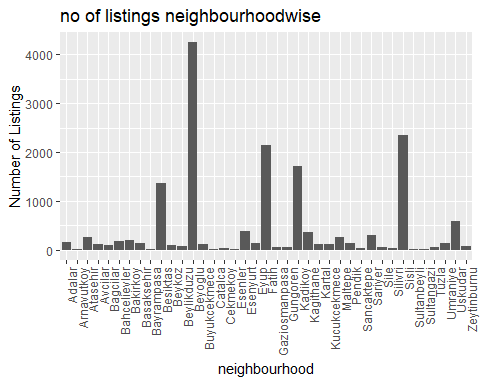 no of listings neighbourhoodwise
Number of Listings
4000
3000
2000
1000
0
Adalar
Arnavutkoy
Atasehir
Avcilar
Bagcilar
Bahcelievler
Bakirkoy
Basaksehir
Bayrampasa
Besiktas
Beykoz
Beylikduzu
Beyoglu
Buyukcekmece
Catalca
Cekmekoy
Esenler
Esenyurt
Eyup
Fatih
Gaziosmanpasa
Gungoren
Kadikoy
Kagithane
Kartal
Kucukcekmece
Maltepe
Pendik
Sancaktepe
Sariyer
Sile
Silivri
Sisli
Sultanbeyli
Sultangazi
Tuzla
Umraniye
Uskudar
Zeytinburnu
neighbourhood